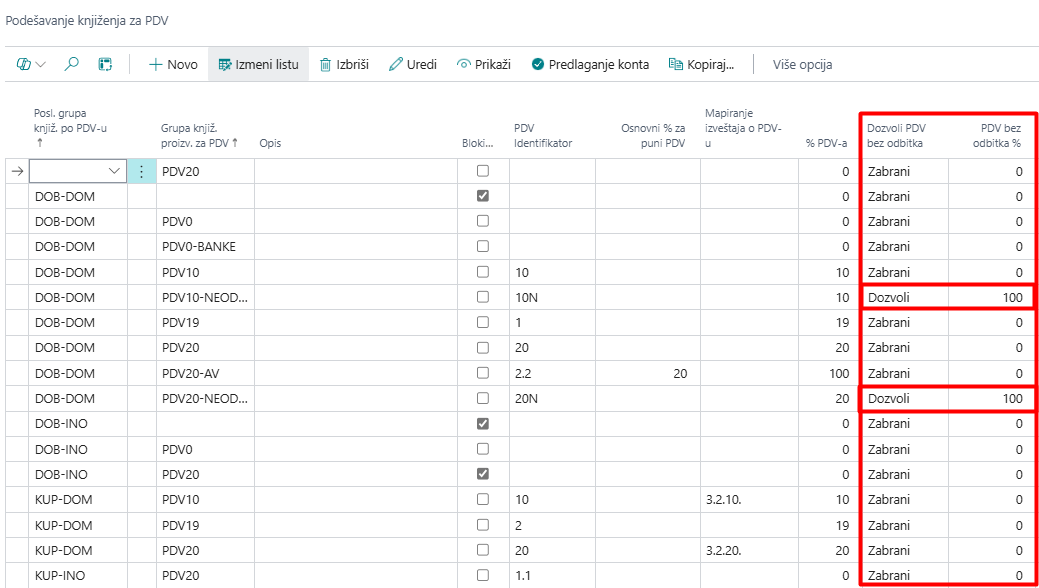 Podešavanje knjiženja za PDV
Novo Izmeni listu Izbriši Uredi Prikaži Predlaganje konta Kopiraj... Više opcija
Posl. grupa knjiž. po PDV-u ↑ Grupa knjiž. proizv. za PDV ↑ Opis Bloki... PDV Identifikator Osnovni % za puni PDV Mapiranje izveštaja o PDV-u % PDV-a Dozvoli PDV bez odbitka PDV bez odbitka %
PDV20 0 Zabrani 0
DOB-DOM 0 Zabrani 0
DOB-DOM PDV0 0 Zabrani 0
DOB-DOM PDV0-BANKE 0 Zabrani 0
DOB-DOM PDV10 10 10 Zabrani 0
DOB-DOM PDV10-NEOD... 10N 10 Dozvoli 100
DOB-DOM PDV19 1 19 Zabrani 0
DOB-DOM PDV20 20 20 Zabrani 0
DOB-DOM PDV20-AV 2.2 20 100 Zabrani 0
DOB-DOM PDV20-NEOD... 20N 20 Dozvoli 100
DOB-INO 0 Zabrani 0
DOB-INO PDV0 0 Zabrani 0
DOB-INO PDV20 0 Zabrani 0
KUP-DOM PDV10 10 3.2.10. 10 Zabrani 0
KUP-DOM PDV19 2 19 Zabrani 0
KUP-DOM PDV20 20 3.2.20. 20 Zabrani 0
KUP-INO PDV20 1.1 0 Zabrani 0